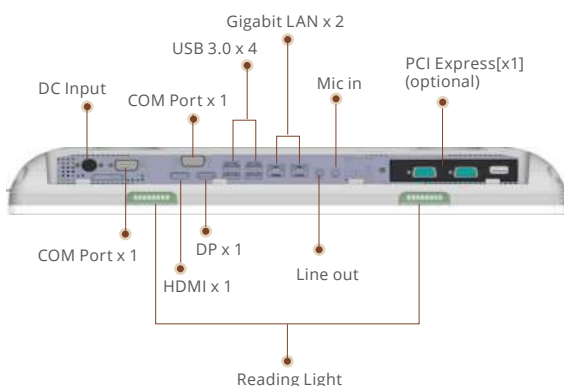 Gigabit LAN x 2
USB 3.0 x 4
PCI Express[x1]
(optional)
DC Input
COM Port x 1
Mic in
COM Port x 1
DP x 1
HDMI x 1
Line out
Reading Light